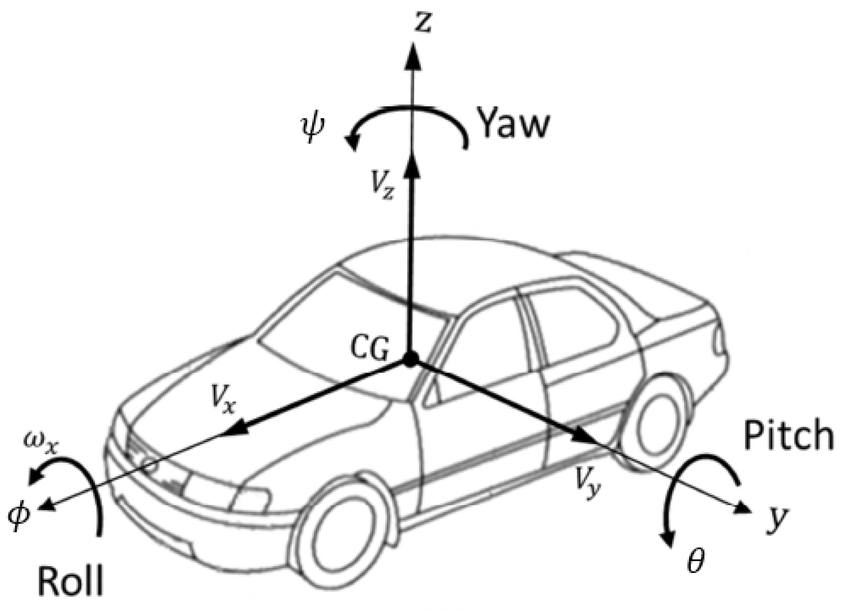 z
ψ
Yaw
V_z
CG
V_x
ω_x
Pitch
V_y
ϕ
y
θ
Roll